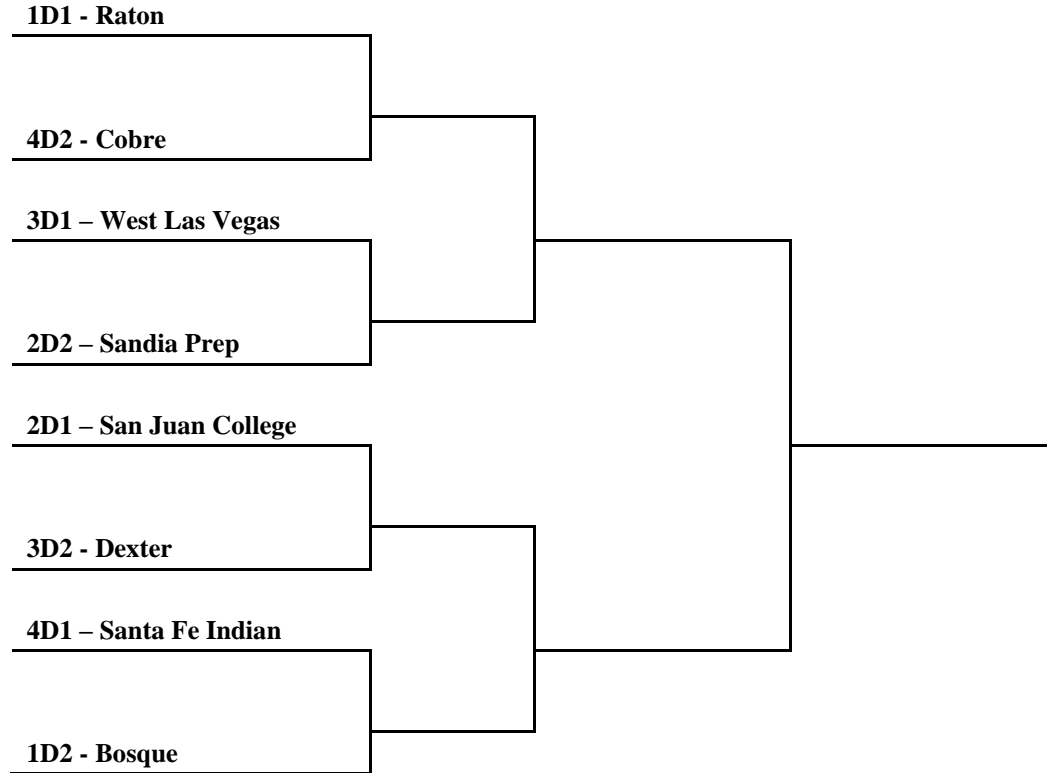 1D1 - Raton
4D2 - Cobre
3D1 – West Las Vegas
2D2 – Sandia Prep
2D1 – San Juan College
3D2 - Dexter
4D1 – Santa Fe Indian
1D2 - Bosque